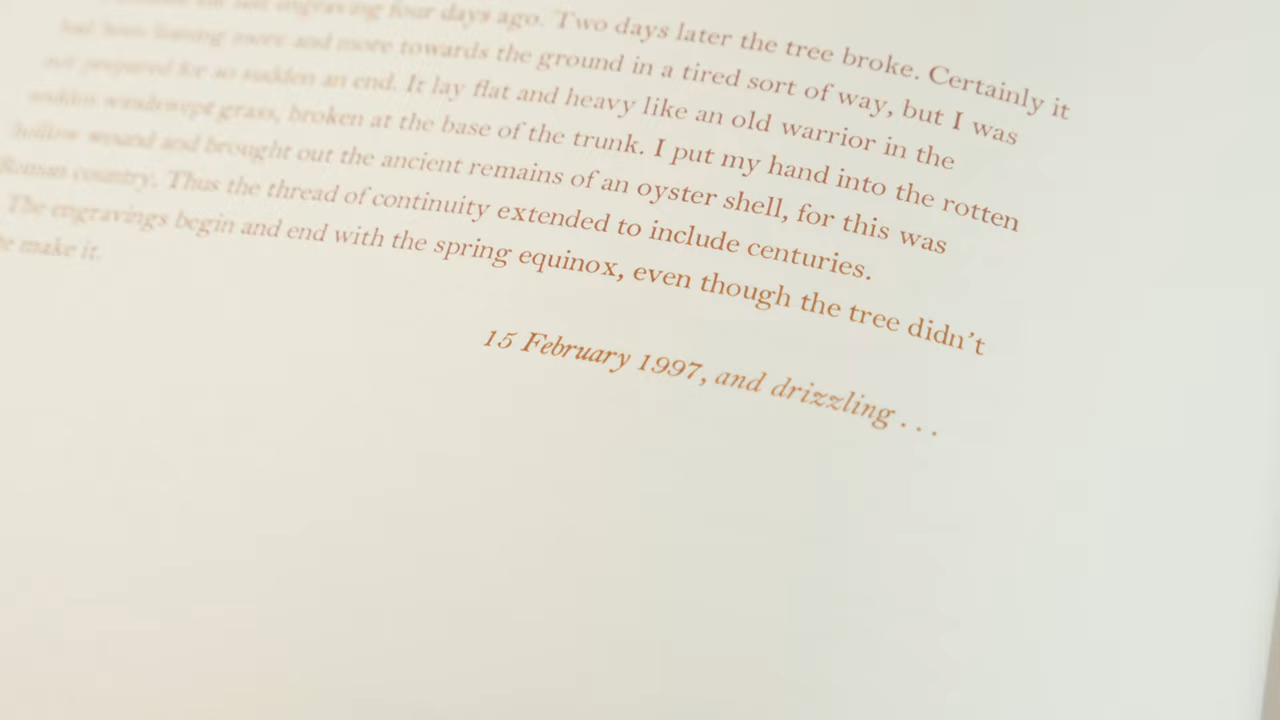 the last engraving four days ago. Two days later the tree broke. Certainly it
had been leaning more and more towards the ground in a tired sort of way, but I was
not prepared for so sudden an end. It lay flat and heavy like an old warrior in the
sodden windswept grass, broken at the base of the trunk. I put my hand into the rotten
hollow wound and brought out the ancient remains of an oyster shell, for this was
Roman country. Thus the thread of continuity extended to include centuries.
The engravings begin and end with the spring equinox, even though the tree didn't
make it.
15 February 1997, and drizzling . . .